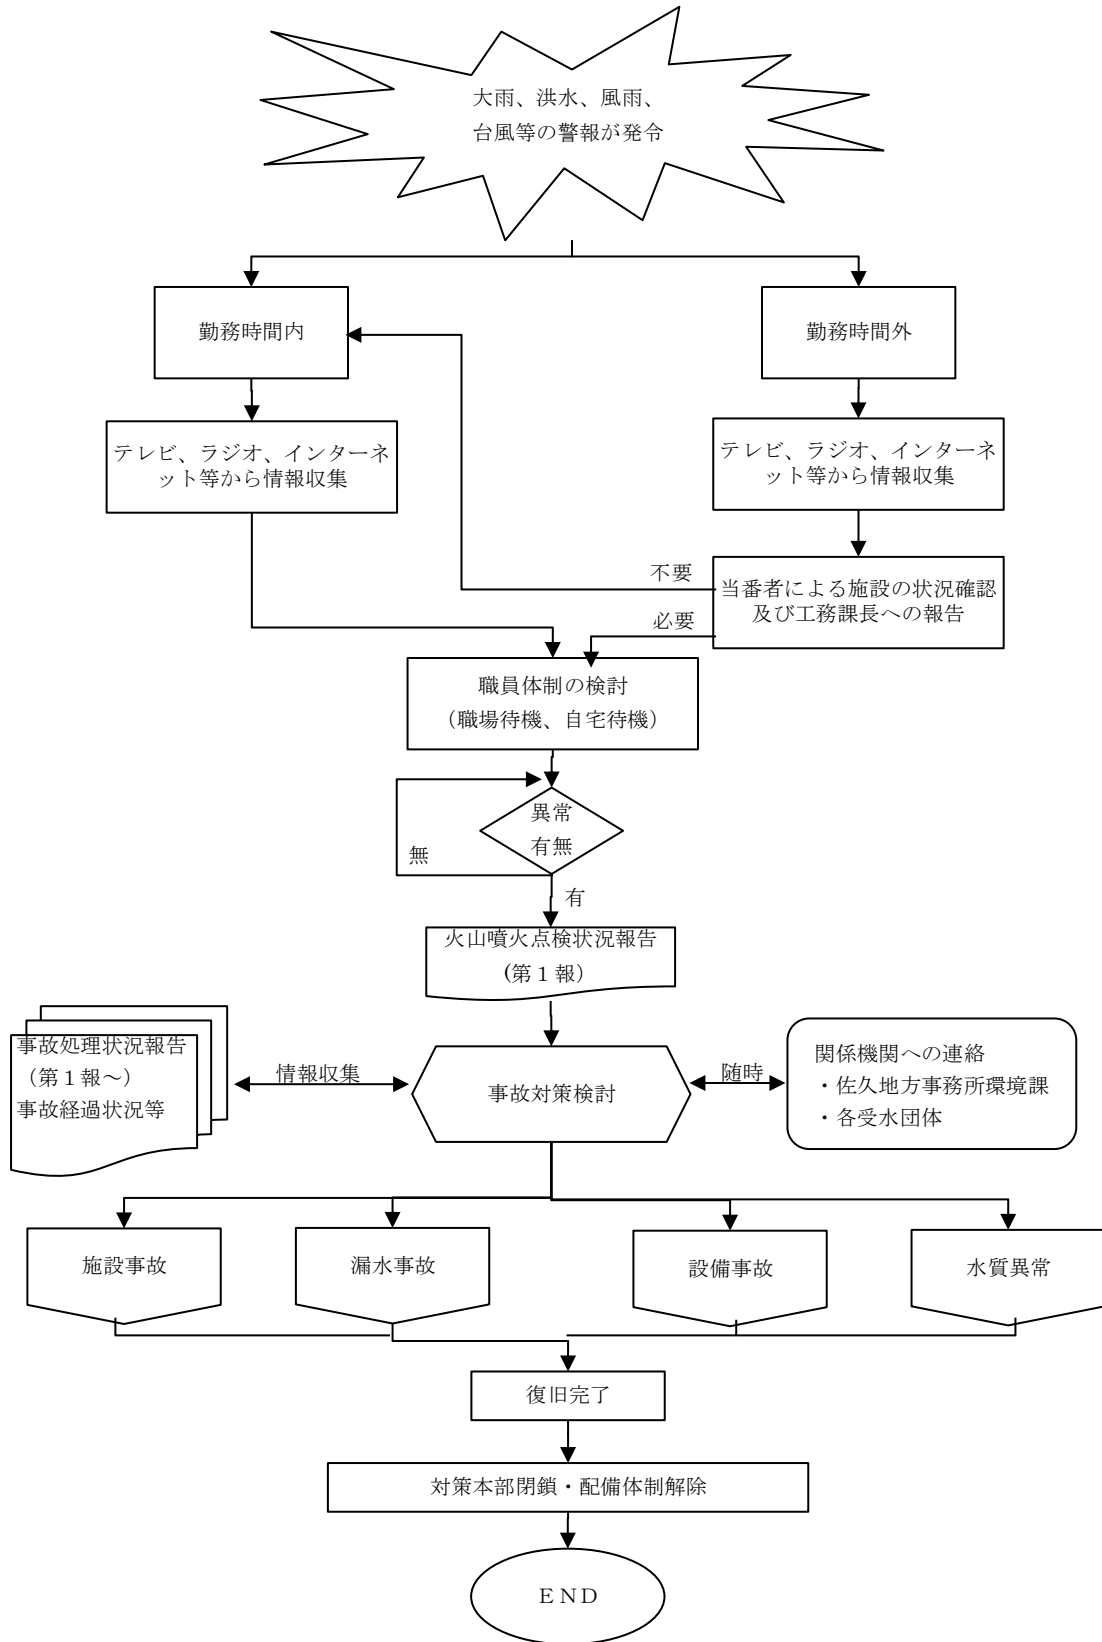 大雨、洪水、風雨、
台風等の警報が発令
勤務時間内
勤務時間外
テレビ、ラジオ、インターネ
ット等から情報収集
テレビ、ラジオ、インターネ
ット等から情報収集
不要
当番者による施設の状況確認
及び工務課長への報告
必要
職員体制の検討
（職場待機、自宅待機）
異常
有無
無
有
火山噴火点検状況報告
(第１報）
事故処理状況報告
（第１報～）
事故経過状況等
情報収集
事故対策検討
随時
関係機関への連絡
・佐久地方事務所環境課
・各受水団体
施設事故
漏水事故
設備事故
水質異常
復旧完了
対策本部閉鎖・配備体制解除
ＥＮＤ